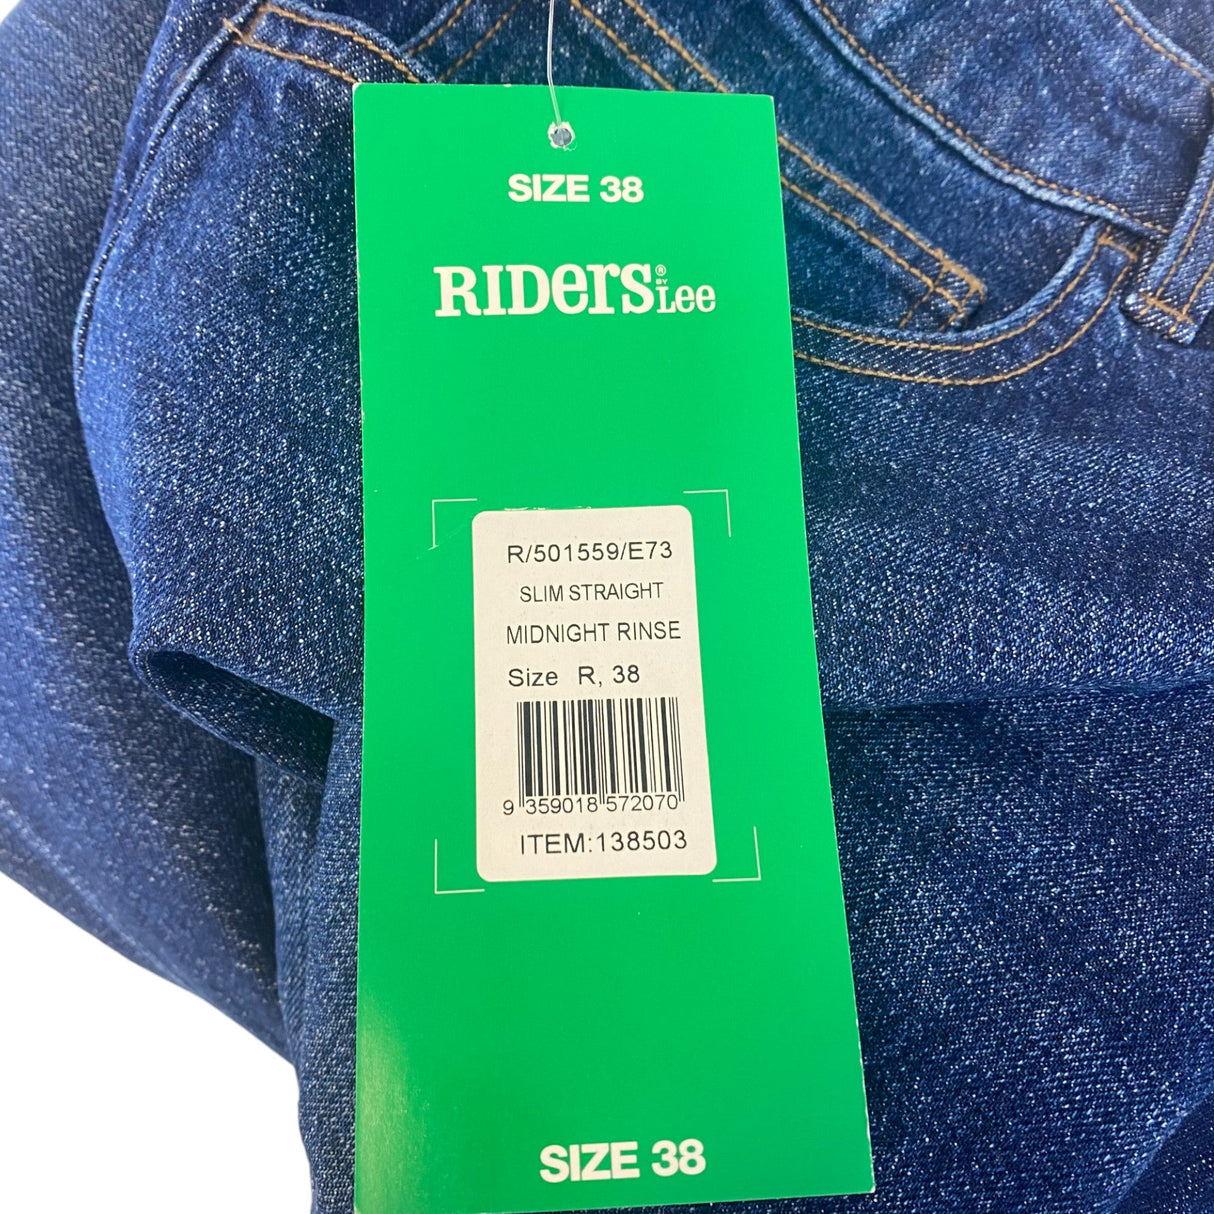 SIZE 38
RIDERS® BY Lee
R/501559/E73
SLIM STRAIGHT
MIDNIGHT RINSE
Size R, 38
9 359018 572070
ITEM:138503
SIZE 38